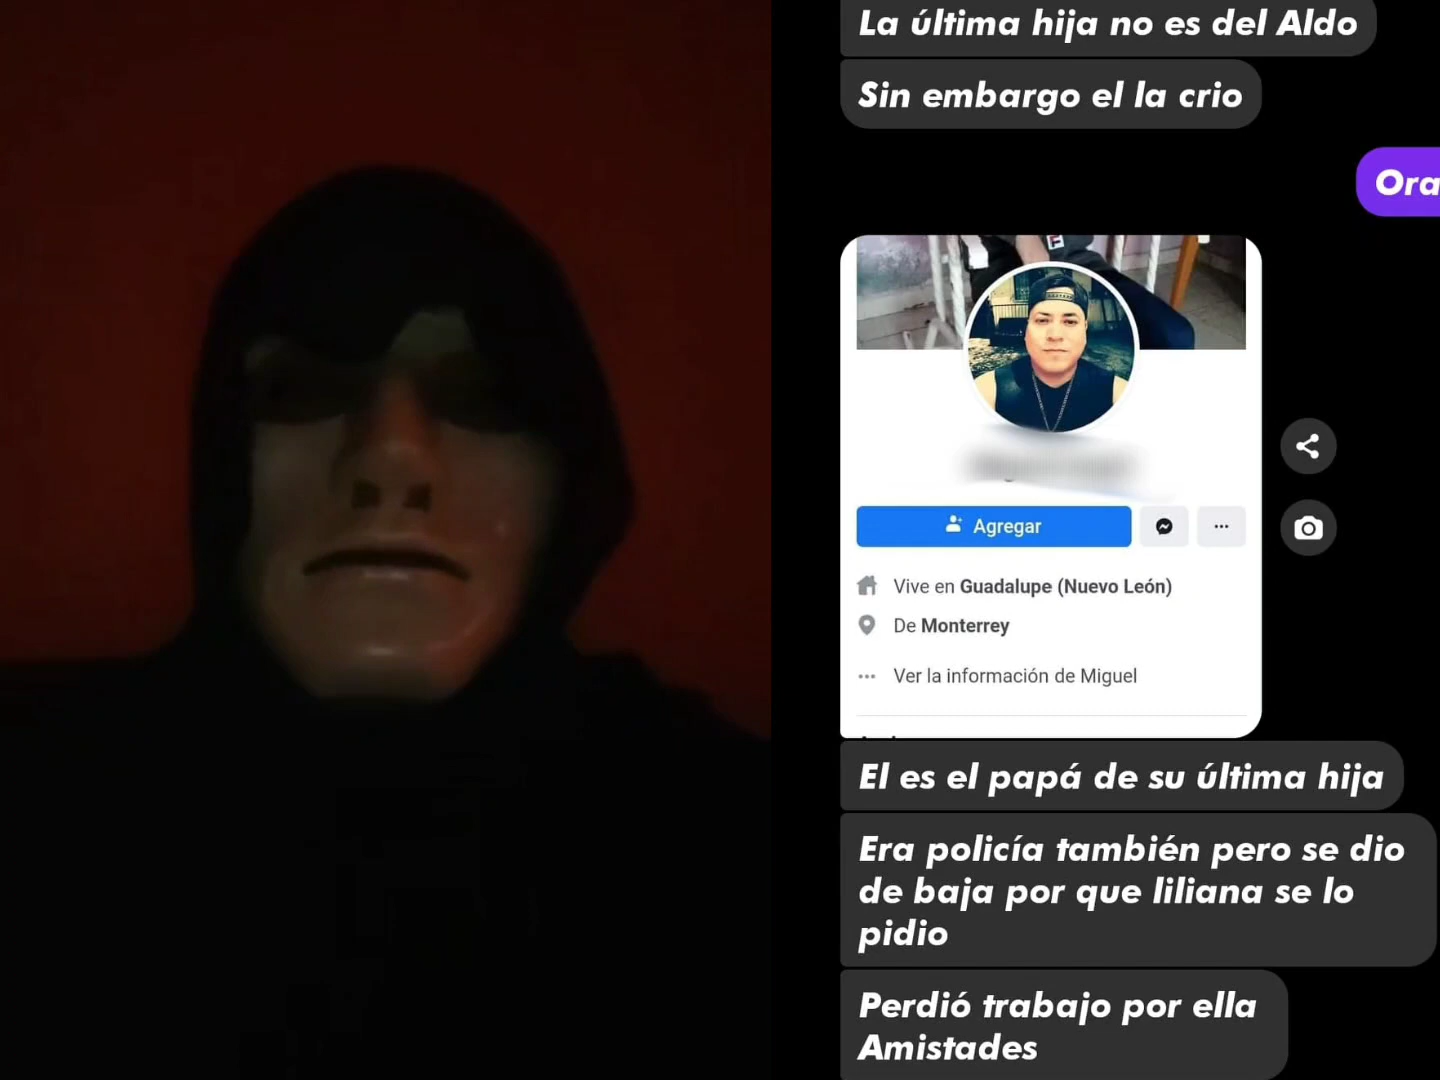 La última hija no es del Aldo
Sin embargo el la crio
Ora
F
Agregar
Vive en Guadalupe (Nuevo León)
De Monterrey
Ver la información de Miguel
El es el papá de su última hija
Era policía también pero se dio
de baja por que liliana se lo
pidio
Perdió trabajo por ella
Amistades